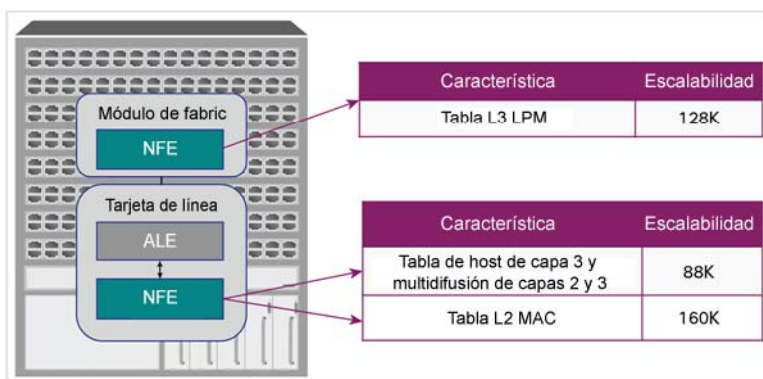 Módulo de fabric
NFE
Tarjeta de línea
ALE
NFE
Característica Escalabilidad
Tabla L3 LPM 128K
Característica Escalabilidad
Tabla de host de capa 3 y
multidifusión de capas 2 y 3 88K
Tabla L2 MAC 160K